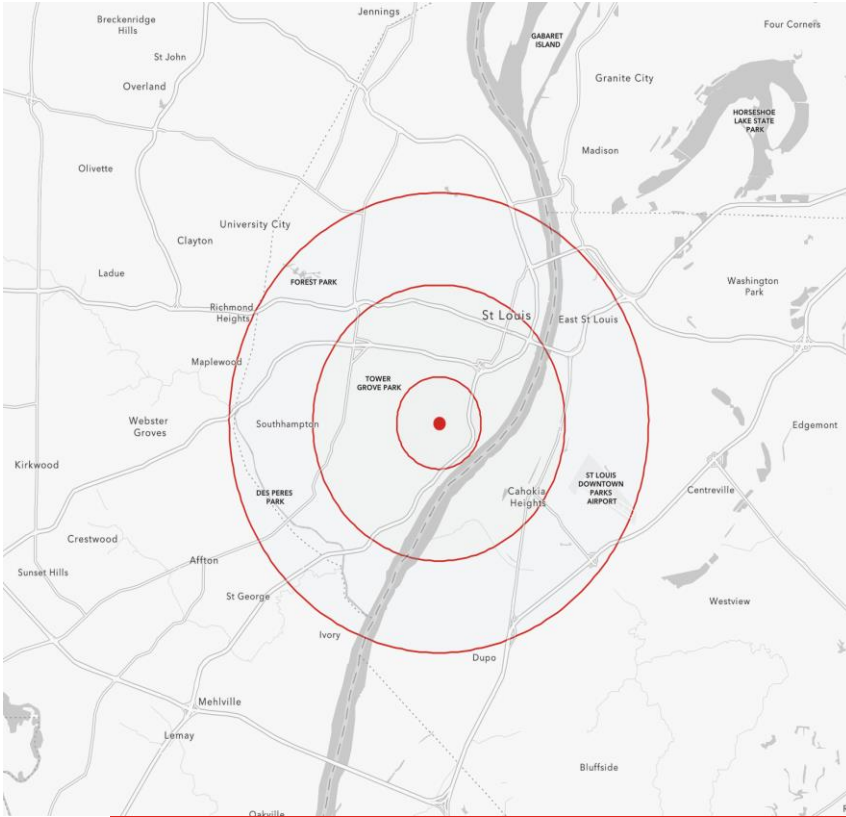 Jennings
Breckenridge
Hills
Four Corners
GABARET
ISLAND
St John
Granite City
Overland
HORSESHOE
LAKE STATE
PARK
Madison
Olivette
University City
Clayton
Ladue
FOREST PARK
Washington
Park
Richmond
Heights
St Louis
East St Louis
Maplewood
TOWER
GROVE PARK
Webster
Groves
Southhampton
Edgemont
Kirkwood
ST LOUIS
DOWNTOWN
PARKS
AIRPORT
DES PERES
PARK
Cahokia
Heights
Centreville
Crestwood
Affton
Sunset Hills
St George
Westview
Ivory
Dupo
Mehlville
Lemay
Bluffside
Oakville